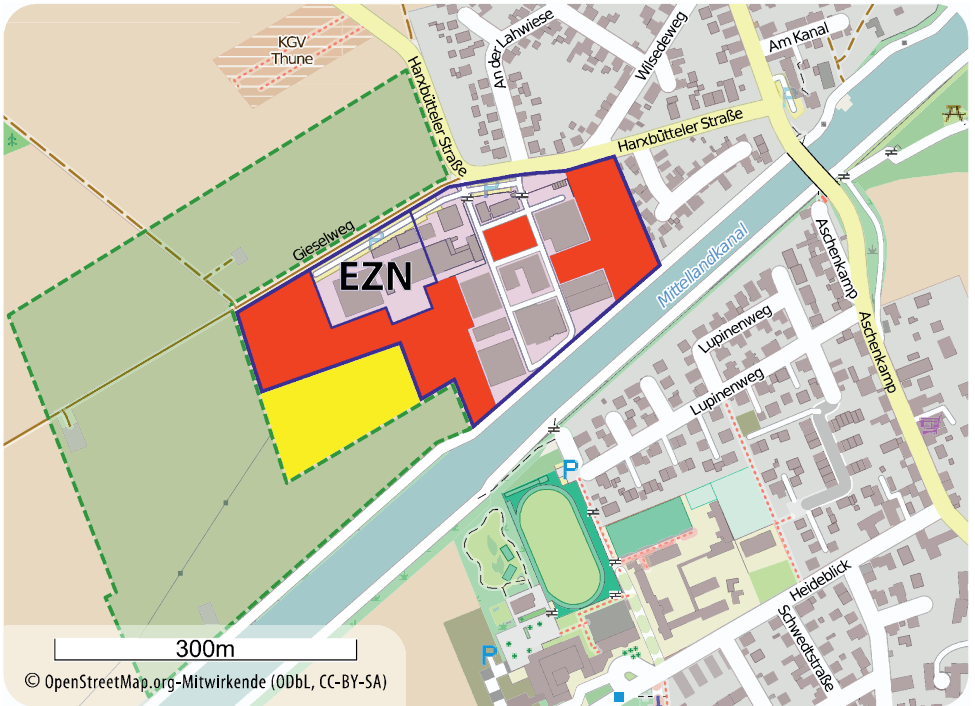 KGV
Thune
An der Lahwiese
Wilsedeweg
Am Kanal
P
Harxbütteler Straße
Harxbütteler Straße
P
Gieselweg
P
EZN
Mittellandkanal
Aschenkamp
Aschenkamp
Lupinenweg
Lupinenweg
P
Heideblick
Schwedtstraße
P
300m
© OpenStreetMap.org-Mitwirkende (ODbL, CC-BY-SA)